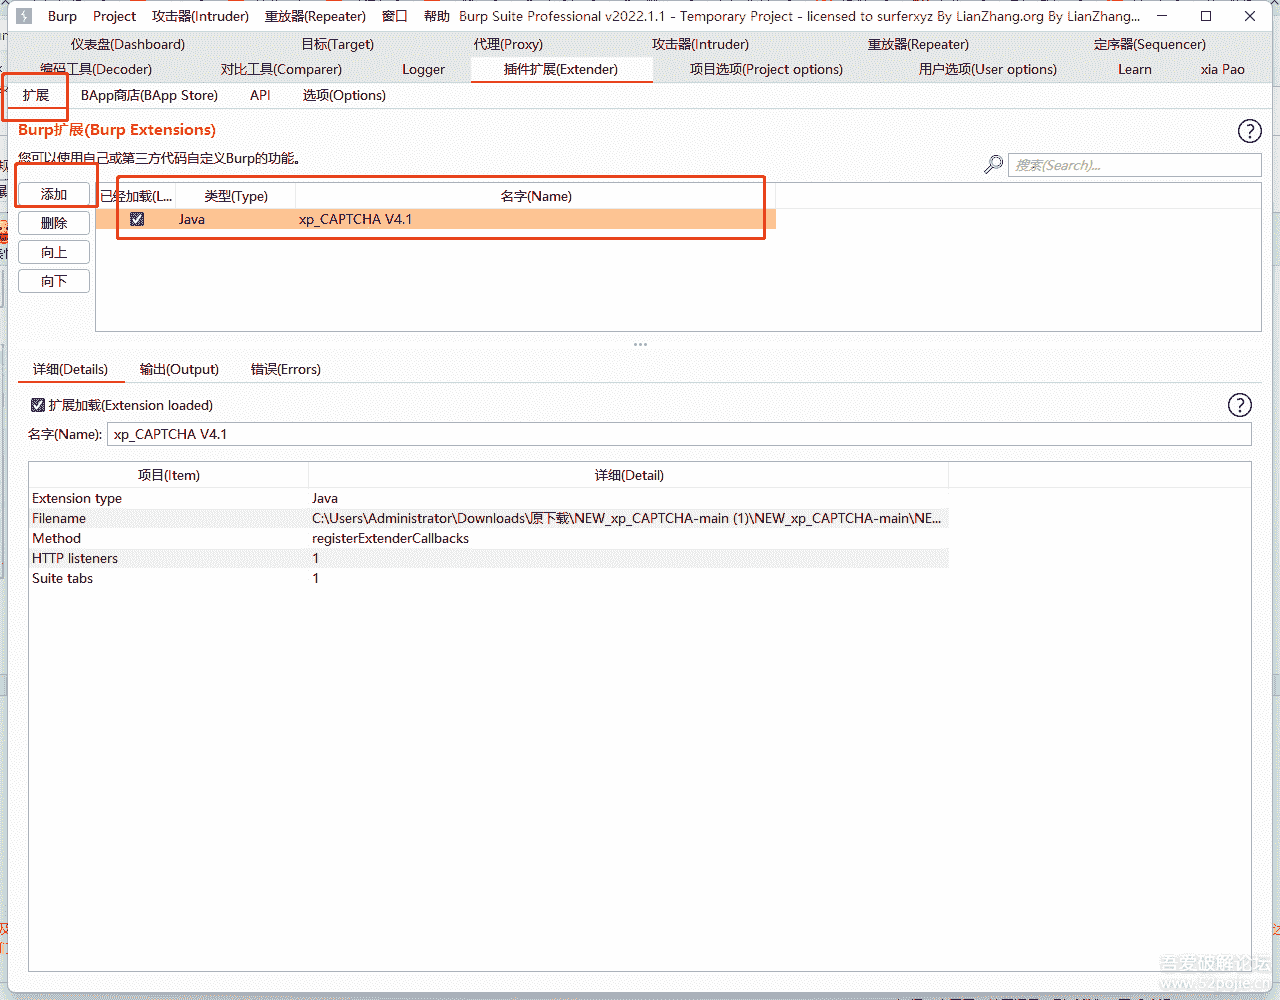 Burp Project 攻击器(Intruder) 重放器(Repeater) 窗口 帮助 Burp Suite Professional v2022.1.1 - Temporary Project - licensed to surferxyz By LianZhang.org By LianZhang...
仪表盘(Dashboard) 目标(Target) 代理(Proxy) 攻击器(Intruder) 重放器(Repeater) 定序器(Sequencer)
编码工具(Decoder) 对比工具(Comparer) Logger 插件扩展(Extender) 项目选项(Project options) 用户选项(User options) Learn xia Pao
扩展 BApp商店(BApp Store) API 选项(Options)
Burp扩展(Burp Extensions)
您可以使用自己或第三方代码自定义Burp的功能。
搜索(Search)...
添加 已经加载(L... 类型(Type) 名字(Name)
Java xp_CAPTCHA V4.1
删除
向上
向下
详细(Details) 输出(Output) 错误(Errors)
扩展加载(Extension loaded)
名字(Name): xp_CAPTCHA V4.1
项目(Item) 详细(Detail)
Extension type Java
Filename C:\Users\Administrator\Downloads\原下载\NEW_xp_CAPTCHA-main (1)\NEW_xp_CAPTCHA-main\NE...
Method registerExtenderCallbacks
HTTP listeners 1
Suite tabs 1
吾爱破解论坛
www.52pojie.cn